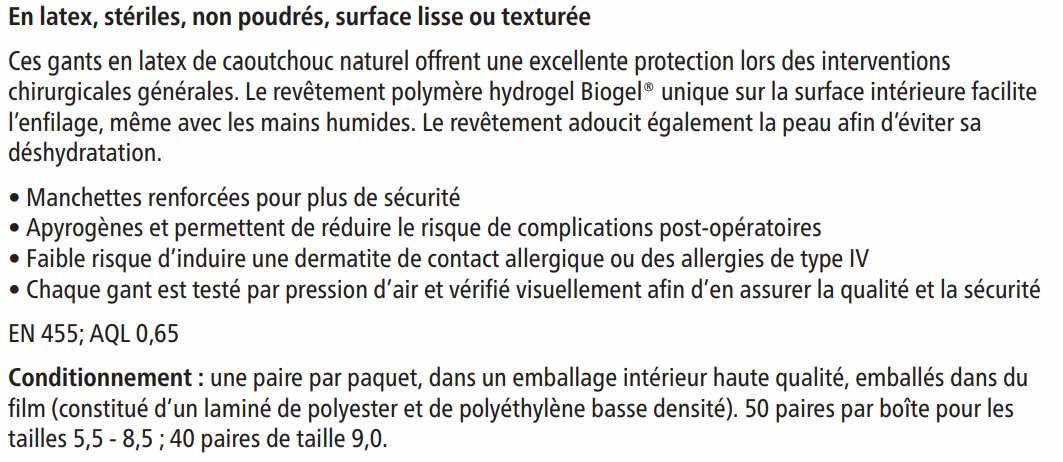 En latex, stériles, non poudrés, surface lisse ou texturée
Ces gants en latex de caoutchouc naturel offrent une excellente protection lors des interventions
chirurgicales générales. Le revêtement polymère hydrogel Biogel® unique sur la surface intérieure facilite
l’enfilage, même avec les mains humides. Le revêtement adoucit également la peau afin d’éviter sa
déshydratation.
• Manchettes renforcées pour plus de sécurité
• Apyrogènes et permettent de réduire le risque de complications post-opératoires
• Faible risque d’induire une dermatite de contact allergique ou des allergies de type IV
• Chaque gant est testé par pression d’air et vérifié visuellement afin d’en assurer la qualité et la sécurité
EN 455; AQL 0,65
Conditionnement : une paire par paquet, dans un emballage intérieur haute qualité, emballés dans du
film (constitué d’un laminé de polyester et de polyéthylène basse densité). 50 paires par boîte pour les
tailles 5,5 - 8,5 ; 40 paires de taille 9,0.